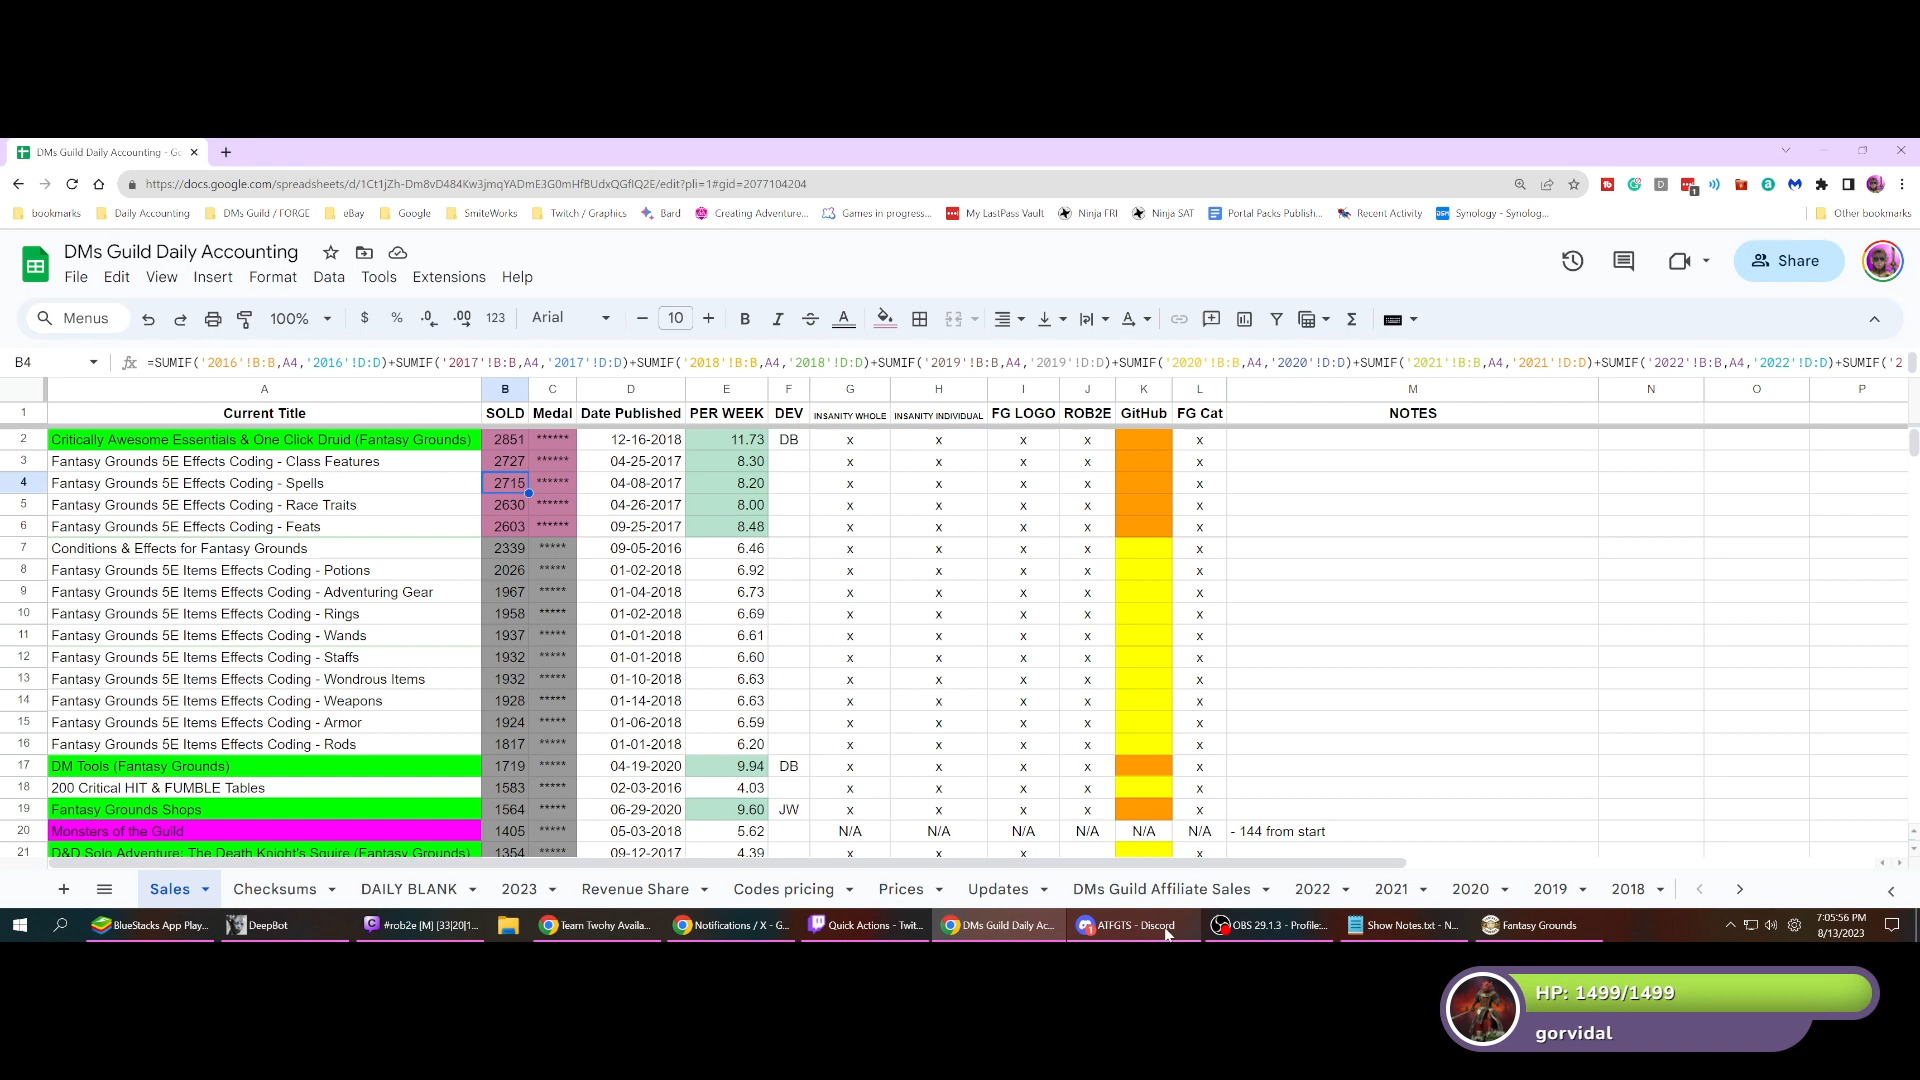 DMs Guild Daily Accounting - Go
https://docs.google.com/spreadsheets/d/1Ct1jZh-Dm8vD484Kw3jmqYADmE3G0mHfBUdxQGfIQ2E/edit?pli=1#gid=2077104204
bookmarks Daily Accounting DMs Guild / FORGE eBay Google SmiteWorks Twitch / Graphics Bard Creating Adventure... Games in progress... My LastPass Vault Ninja FRI Ninja SAT Portal Packs Publish... Recent Activity Synology - Synolog... Other bookmarks
DMs Guild Daily Accounting
File Edit View Insert Format Data Tools Extensions Help
Share
Menus 100% $ % .0 .00 123 Arial 10 B I A
B4 fx =SUMIF('2016'!B:B,A4,'2016'!D:D)+SUMIF('2017'!B:B,A4,'2017'!D:D)+SUMIF('2018'!B:B,A4,'2018'!D:D)+SUMIF('2019'!B:B,A4,'2019'!D:D)+SUMIF('2020'!B:B,A4,'2020'!D:D)+SUMIF('2021'!B:B,A4,'2021'!D:D)+SUMIF('2022'!B:B,A4,'2022'!D:D)+SUMIF('2
A B C D E F G H I J K L M N O P
1 Current Title SOLD Medal Date Published PER WEEK DEV INSANITY WHOLE INSANITY INDIVIDUAL FG LOGO ROB2E GitHub FG Cat NOTES
2 Critically Awesome Essentials & One Click Druid (Fantasy Grounds) 2851 ****** 12-16-2018 11.73 DB x x x x x
3 Fantasy Grounds 5E Effects Coding - Class Features 2727 ****** 04-25-2017 8.30 x x x x x
4 Fantasy Grounds 5E Effects Coding - Spells 2715 ****** 04-08-2017 8.20 x x x x x
5 Fantasy Grounds 5E Effects Coding - Race Traits 2630 ****** 04-26-2017 8.00 x x x x x
6 Fantasy Grounds 5E Effects Coding - Feats 2603 ****** 09-25-2017 8.48 x x x x x
7 Conditions & Effects for Fantasy Grounds 2339 ***** 09-05-2016 6.46 x x x x x
8 Fantasy Grounds 5E Items Effects Coding - Potions 2026 ***** 01-02-2018 6.92 x x x x x
9 Fantasy Grounds 5E Items Effects Coding - Adventuring Gear 1967 ***** 01-04-2018 6.73 x x x x x
10 Fantasy Grounds 5E Items Effects Coding - Rings 1958 ***** 01-02-2018 6.69 x x x x x
11 Fantasy Grounds 5E Items Effects Coding - Wands 1937 ***** 01-01-2018 6.61 x x x x x
12 Fantasy Grounds 5E Items Effects Coding - Staffs 1932 ***** 01-01-2018 6.60 x x x x x
13 Fantasy Grounds 5E Items Effects Coding - Wondrous Items 1932 ***** 01-10-2018 6.63 x x x x x
14 Fantasy Grounds 5E Items Effects Coding - Weapons 1928 ***** 01-14-2018 6.63 x x x x x
15 Fantasy Grounds 5E Items Effects Coding - Armor 1924 ***** 01-06-2018 6.59 x x x x x
16 Fantasy Grounds 5E Items Effects Coding - Rods 1817 ***** 01-01-2018 6.20 x x x x x
17 DM Tools (Fantasy Grounds) 1719 ***** 04-19-2020 9.94 DB x x x x x
18 200 Critical HIT & FUMBLE Tables 1583 ***** 02-03-2016 4.03 x x x x x
19 Fantasy Grounds Shops 1564 ***** 06-29-2020 9.60 JW x x x x x
20 Monsters of the Guild 1405 ***** 05-03-2018 5.62 N/A N/A N/A N/A N/A N/A - 144 from start
21 D&D Solo Adventure: The Death Knight's Squire (Fantasy Grounds) 1354 ***** 09-12-2017 4.39 x x x x
Sales Checksums DAILY BLANK 2023 Revenue Share Codes pricing Prices Updates DMs Guild Affiliate Sales 2022 2021 2020 2019 2018
BlueStacks App Play... DeepBot #rob2e [M] [33|20|1... Team Twohy Availa... Notifications / X - G... Quick Actions - Twit... DMs Guild Daily Ac... ATFGTS - Discord OBS 29.1.3 - Profile:... Show Notes.txt - N... Fantasy Grounds
7:05:56 PM
8/13/2023
HP: 1499/1499
gorvidal